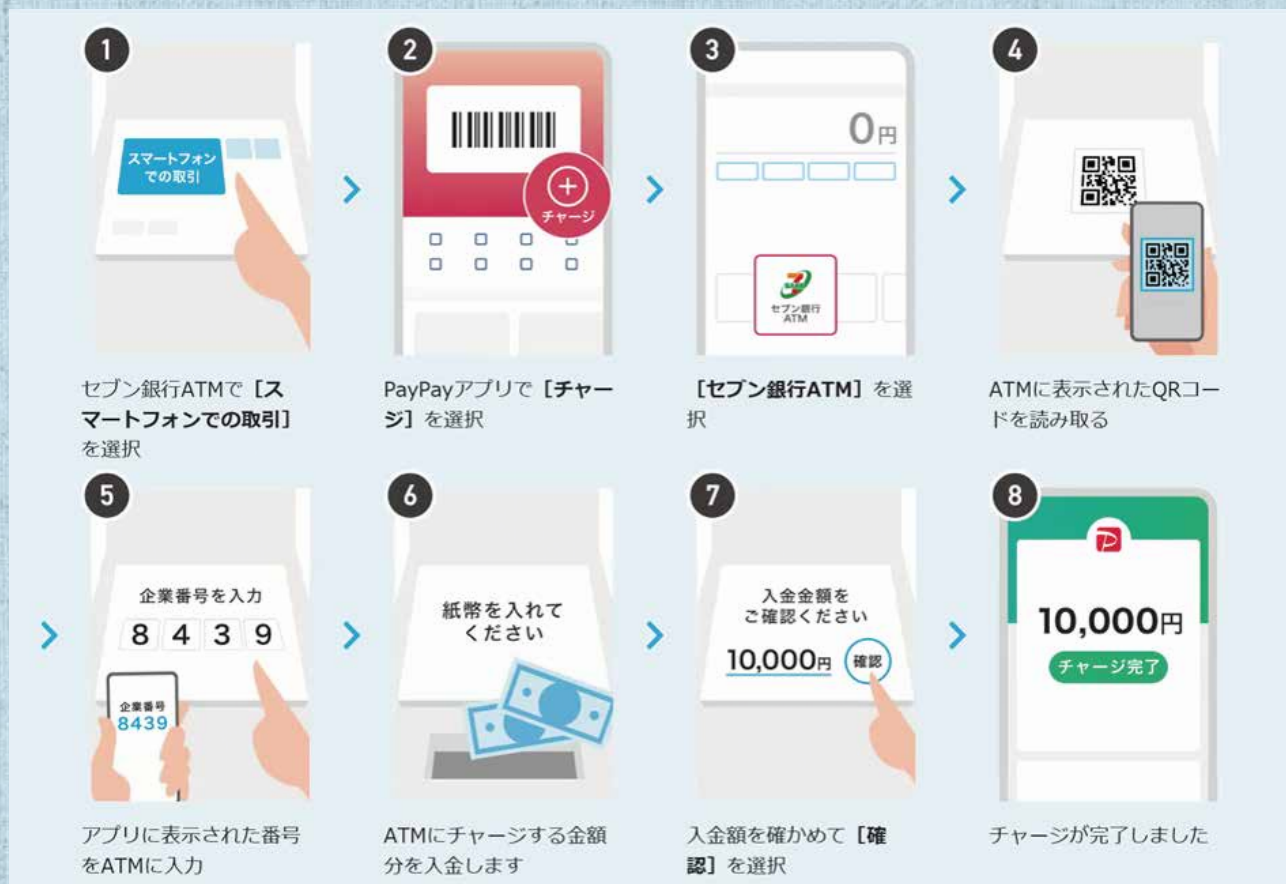 1
スマートフォン
での取引
セブン銀行ATMで［ス
マートフォンでの取引］
を選択
2
チャージ
PayPayアプリで［チャー
ジ］を選択
3
0円
セブン銀行
ATM
［セブン銀行ATM］を選
択
4
ATMに表示されたQRコー
ドを読み取る
5
企業番号を入力
8 4 3 9
企業番号
8439
アプリに表示された番号
をATMに入力
6
紙幣を入れて
ください
ATMにチャージする金額
分を入金します
7
入金金額を
ご確認ください
10,000円 確認
入金額を確かめて［確
認］を選択
8
10,000円
チャージ完了
チャージが完了しました